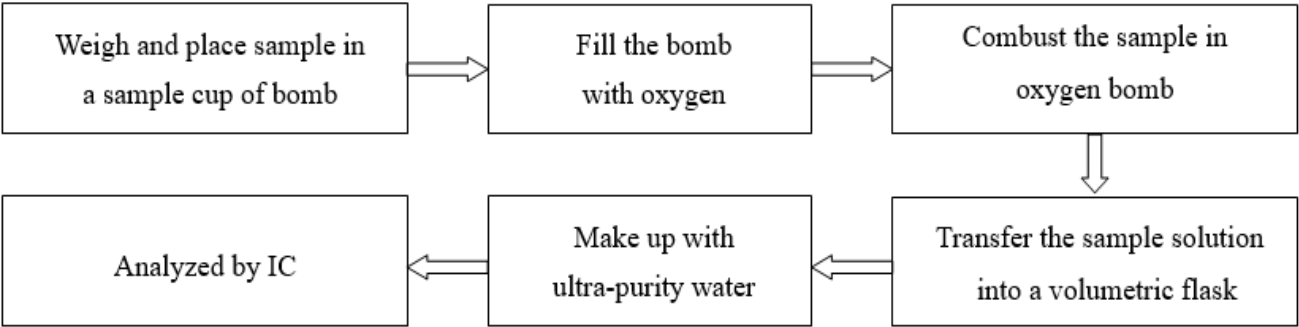 Weigh and place sample in
a sample cup of bomb
Fill the bomb
with oxygen
Combust the sample in
oxygen bomb
Transfer the sample solution
into a volumetric flask
Make up with
ultra-purity water
Analyzed by IC